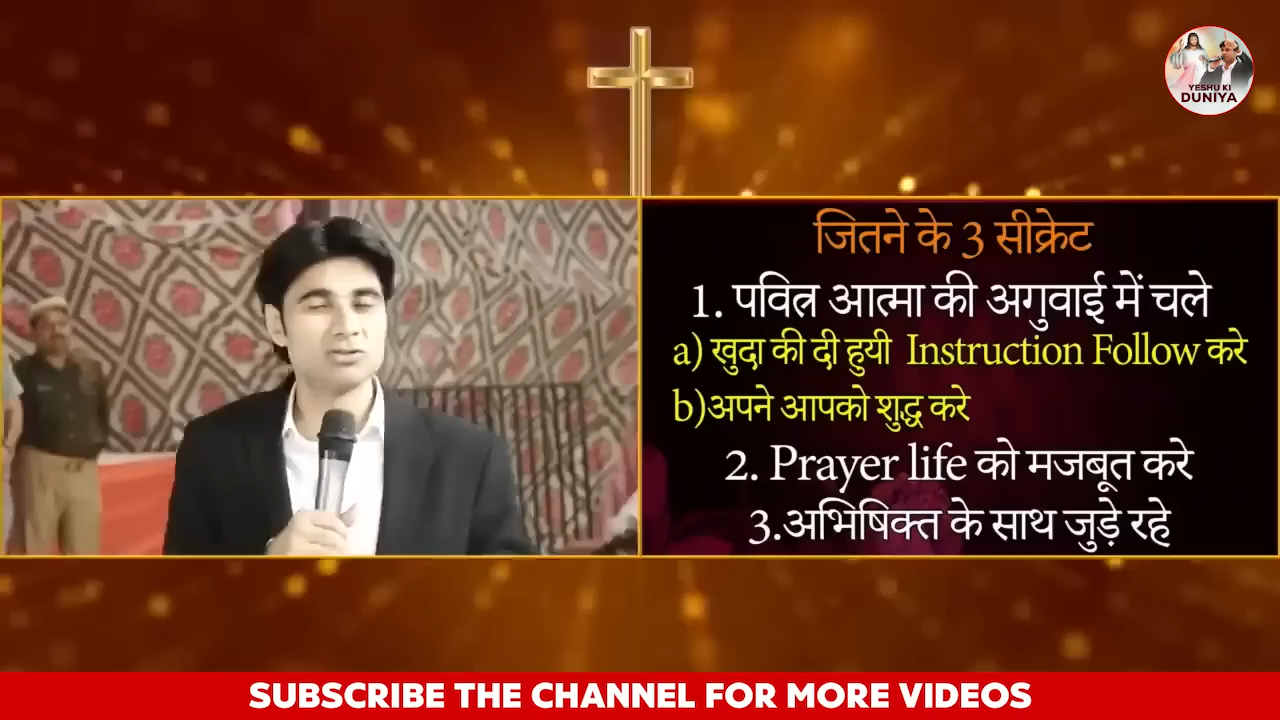 YESHU KI
DUNIYA
जितने के 3 सीक्रेट
1. पवित्र आत्मा की अगुवाई में चले
a) खुदा की दी हुयी Instruction Follow करे
b)अपने आपको शुद्ध करे
2. Prayer life को मजबूत करे
3.अभिषिक्त के साथ जुड़े रहे
SUBSCRIBE THE CHANNEL FOR MORE VIDEOS